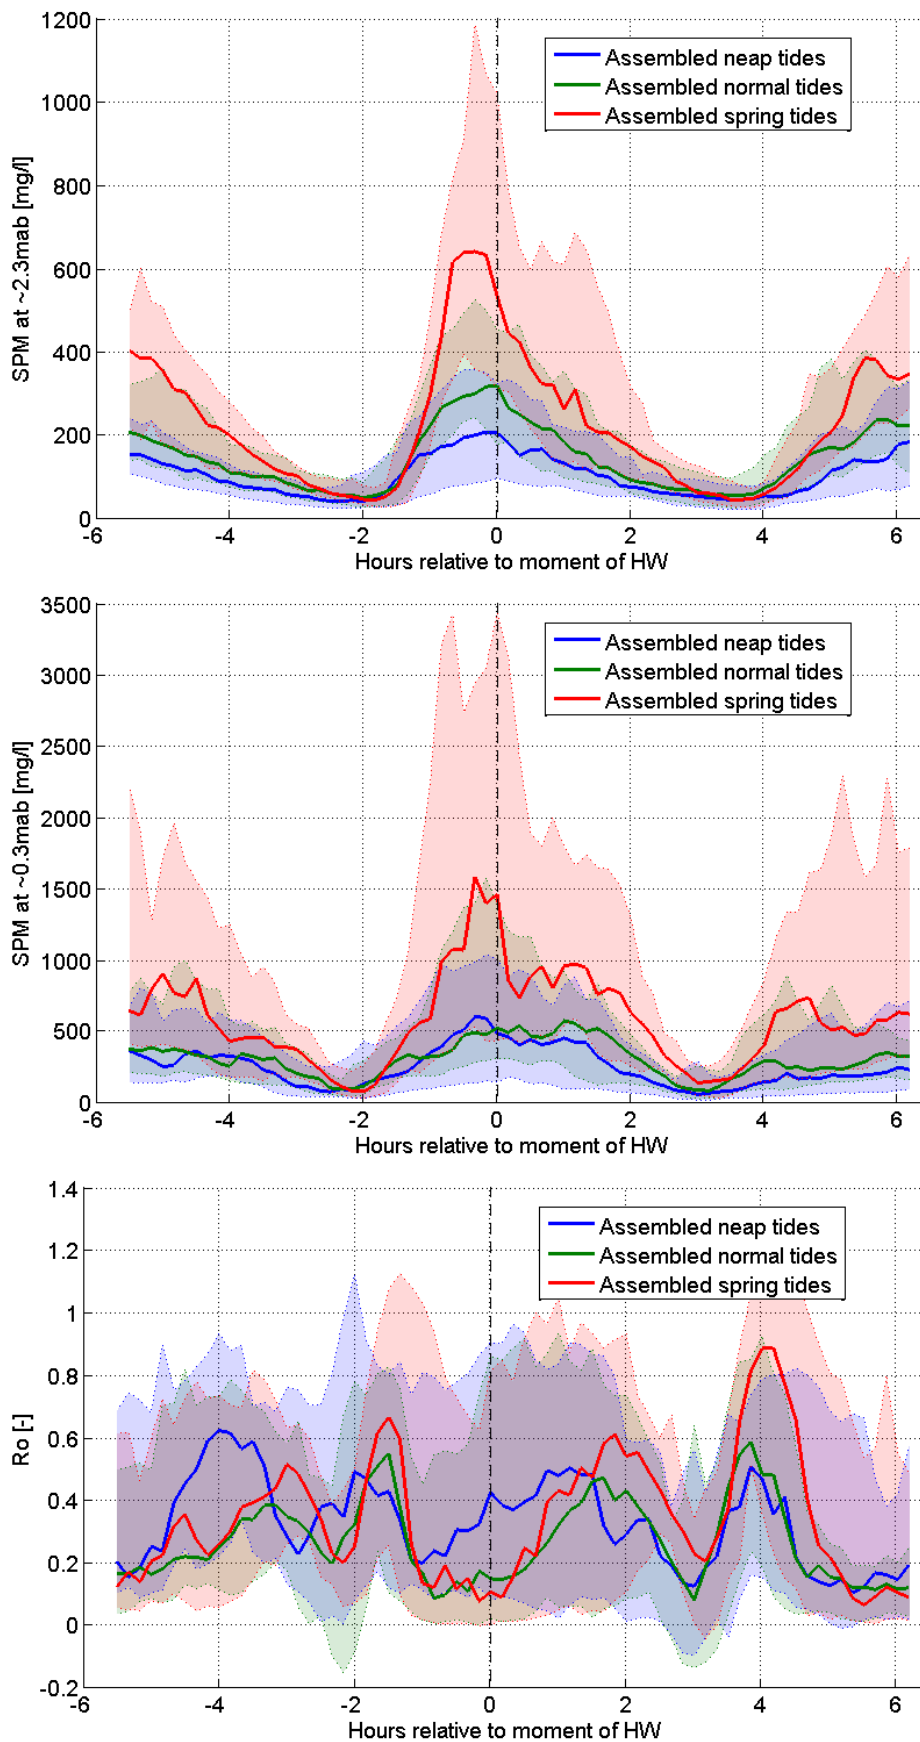 1200
1000
800
600
400
200
0
SPM at ~2.3mab [mg/l]
Assembled neap tides
Assembled normal tides
Assembled spring tides
-6 -4 -2 0 2 4 6
Hours relative to moment of HW
3500
3000
2500
2000
1500
1000
500
0
SPM at ~0.3mab [mg/l]
Assembled neap tides
Assembled normal tides
Assembled spring tides
-6 -4 -2 0 2 4 6
Hours relative to moment of HW
1.4
1.2
1
0.8
0.6
0.4
0.2
0
-0.2
Ro [-]
Assembled neap tides
Assembled normal tides
Assembled spring tides
-6 -4 -2 0 2 4 6
Hours relative to moment of HW